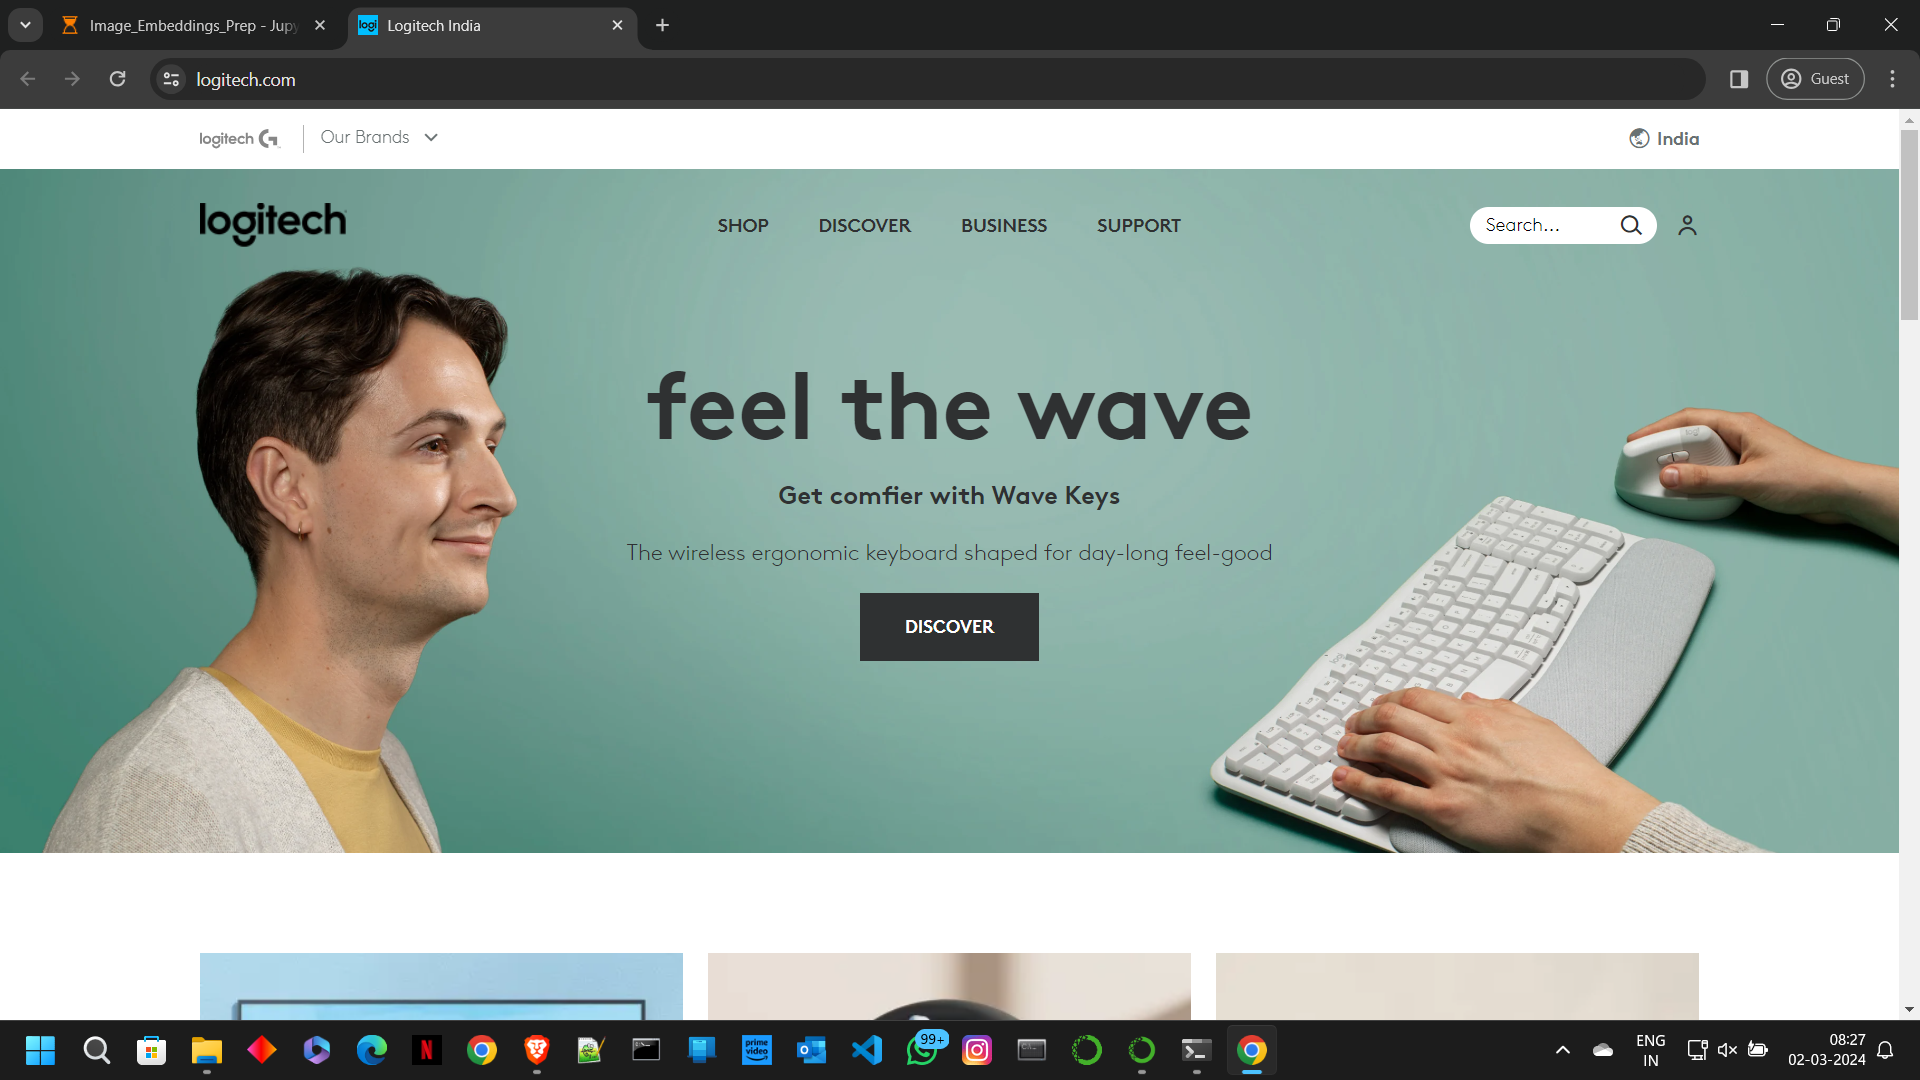 Image_Embeddings_Prep - Jupy
Logitech India
logitech.com
Guest
logitech G
Our Brands
India
logitech
SHOP
DISCOVER
BUSINESS
SUPPORT
Search...
feel the wave
Get comfier with Wave Keys
The wireless ergonomic keyboard shaped for day-long feel-good
DISCOVER
99+
prime video
ENG
IN
08:27
02-03-2024